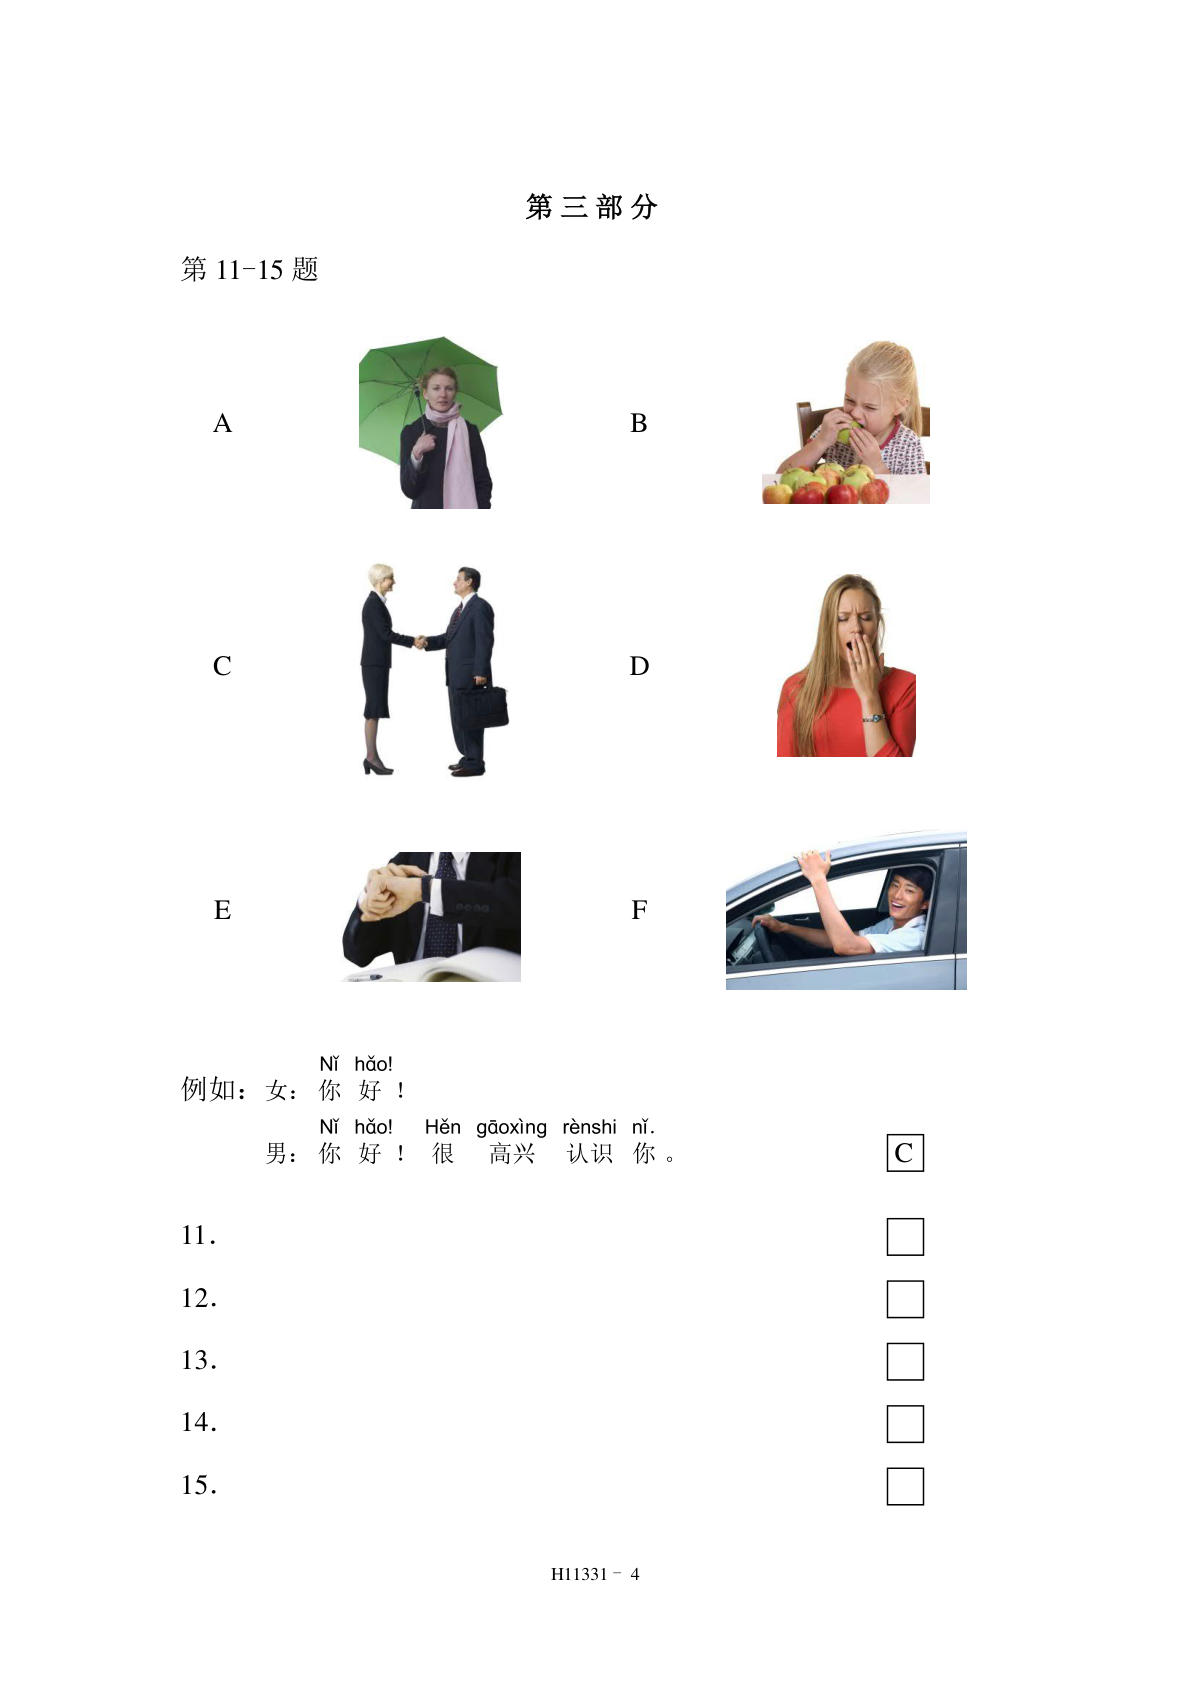 第三部分
第 11-15 题
A
B
C
D
E
F
Nǐ hǎo!
例如：女：你 好 ！
Nǐ hǎo! Hěn gāoxìng rènshi nǐ.
男：你 好 ！ 很 高兴 认识 你 。
C
11.
12.
13.
14.
15.
H11331 - 4